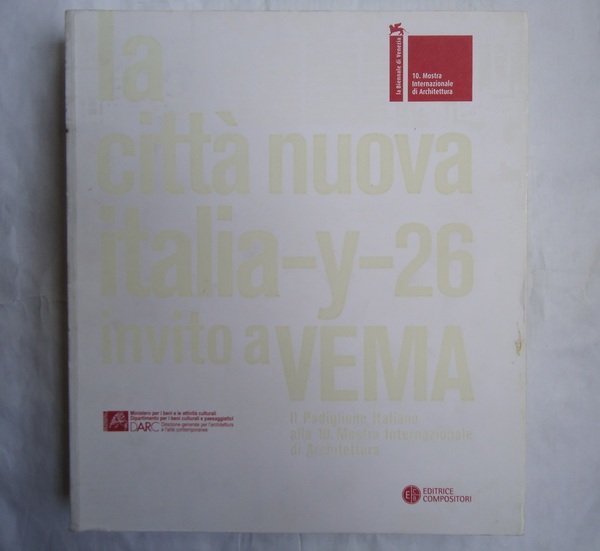 la Biennale di Venezia
10. Mostra
Internazionale
di Architettura
la
città nuova
italia-y-26
invito a VEMA
Il Padiglione Italiano
alla 10. Mostra Internazionale
di Architettura
Ministero per i beni e le attività culturali
Dipartimento per i beni culturali e paesaggistici
DARC Direzione generale per l'architettura
e l'arte contemporanee
EDITRICE
COMPOSITORI